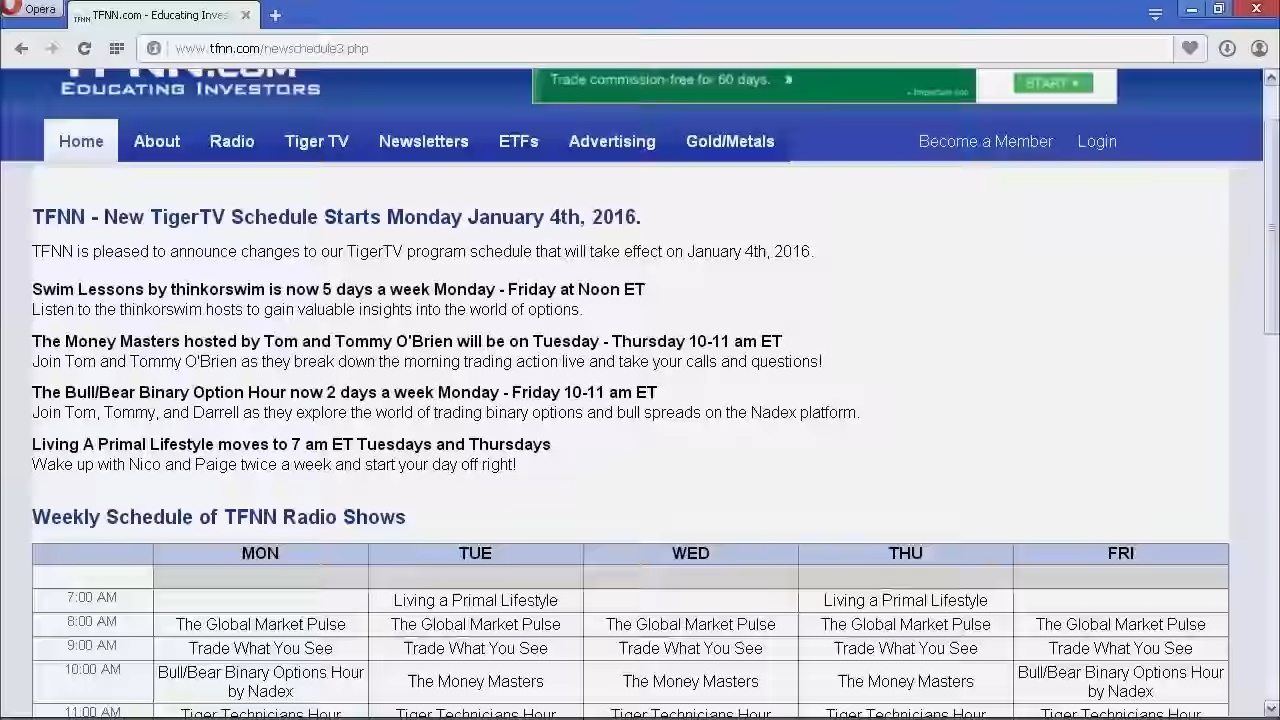 Opera
TFNN TFNN.com - Educating Inves
www.tfnn.com/newschedule3.php
TFNN.com
Educating Investors
Trade commission-free for 60 days. »
START
Home About Radio Tiger TV Newsletters ETFs Advertising Gold/Metals Become a Member Login
TFNN - New TigerTV Schedule Starts Monday January 4th, 2016.
TFNN is pleased to announce changes to our TigerTV program schedule that will take effect on January 4th, 2016.
Swim Lessons by thinkorswim is now 5 days a week Monday - Friday at Noon ET
Listen to the thinkorswim hosts to gain valuable insights into the world of options.
The Money Masters hosted by Tom and Tommy O'Brien will be on Tuesday - Thursday 10-11 am ET
Join Tom and Tommy O'Brien as they break down the morning trading action live and take your calls and questions!
The Bull/Bear Binary Option Hour now 2 days a week Monday - Friday 10-11 am ET
Join Tom, Tommy, and Darrell as they explore the world of trading binary options and bull spreads on the Nadex platform.
Living A Primal Lifestyle moves to 7 am ET Tuesdays and Thursdays
Wake up with Nico and Paige twice a week and start your day off right!
Weekly Schedule of TFNN Radio Shows
MON TUE WED THU FRI
7:00 AM Living a Primal Lifestyle Living a Primal Lifestyle
8:00 AM The Global Market Pulse The Global Market Pulse The Global Market Pulse The Global Market Pulse The Global Market Pulse
9:00 AM Trade What You See Trade What You See Trade What You See Trade What You See Trade What You See
10:00 AM Bull/Bear Binary Options Hour by Nadex The Money Masters The Money Masters The Money Masters Bull/Bear Binary Options Hour by Nadex
11:00 AM Tiger Technicians Hour Tiger Technicians Hour Tiger Technicians Hour Tiger Technicians Hour Tiger Technicians Hour